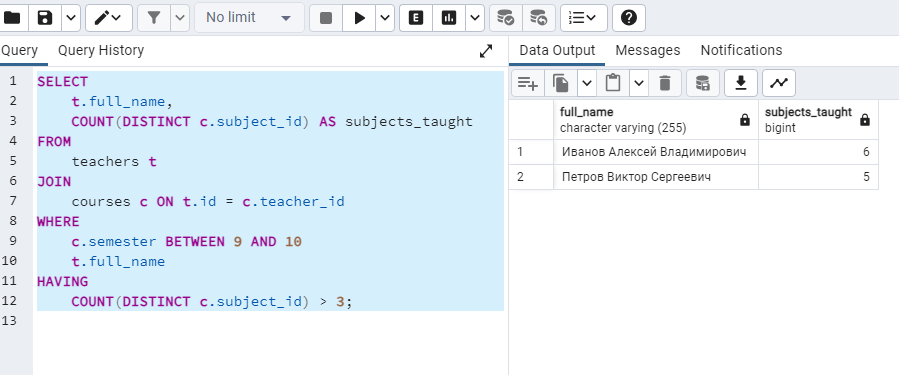 No limit
Query Query History
1 SELECT
2 t.full_name,
3 COUNT(DISTINCT c.subject_id) AS subjects_taught
4 FROM
5 teachers t
6 JOIN
7 courses c ON t.id = c.teacher_id
8 WHERE
9 c.semester BETWEEN 9 AND 10
10 t.full_name
11 HAVING
12 COUNT(DISTINCT c.subject_id) > 3;
13
Data Output Messages Notifications
full_name subjects_taught
character varying (255) bigint
1 Иванов Алексей Владимирович 6
2 Петров Виктор Сергеевич 5